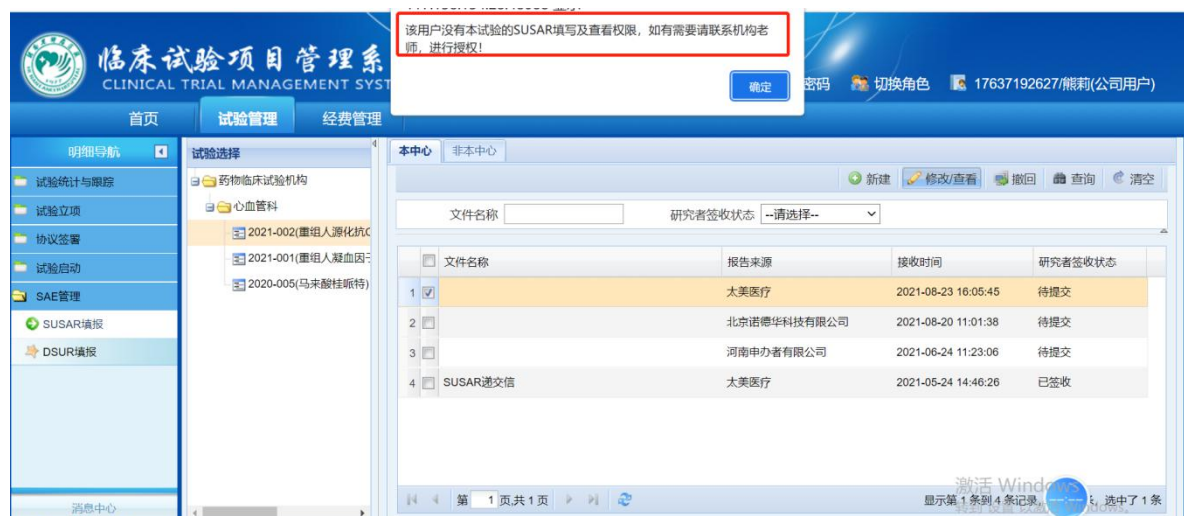 该用户没有本试验的SUSAR填写及查看权限，如有需要请联系机构老
师，进行授权！
确定
临床试验项目管理系
CLINICAL TRIAL MANAGEMENT SYST
密码 切换角色 17637192627/熊莉(公司用户)
首页 试验管理 经费管理
明细导航 试验选择 本中心 非本中心
试验统计与跟踪
试验立项
协议签署
试验启动
SAE管理
SUSAR填报
DSUR填报
消息中心
药物临床试验机构
心血管科
2021-002(重组人源化抗
2021-001(重组人凝血因子
2020-005(马来酸桂哌特)
新建 修改/查看 撤回 查询 清空
文件名称 研究者签收状态 --请选择--
文件名称 报告来源 接收时间 研究者签收状态
1 太美医疗 2021-08-23 16:05:45 待提交
2 北京诺德华科技有限公司 2021-08-20 11:01:38 待提交
3 河南申办者有限公司 2021-06-24 11:23:06 待提交
4 SUSAR递交信 太美医疗 2021-05-24 14:46:26 已签收
第 1 页,共 1 页
显示第 1 条到 4 条记录 选中了 1 条
激活 Windows